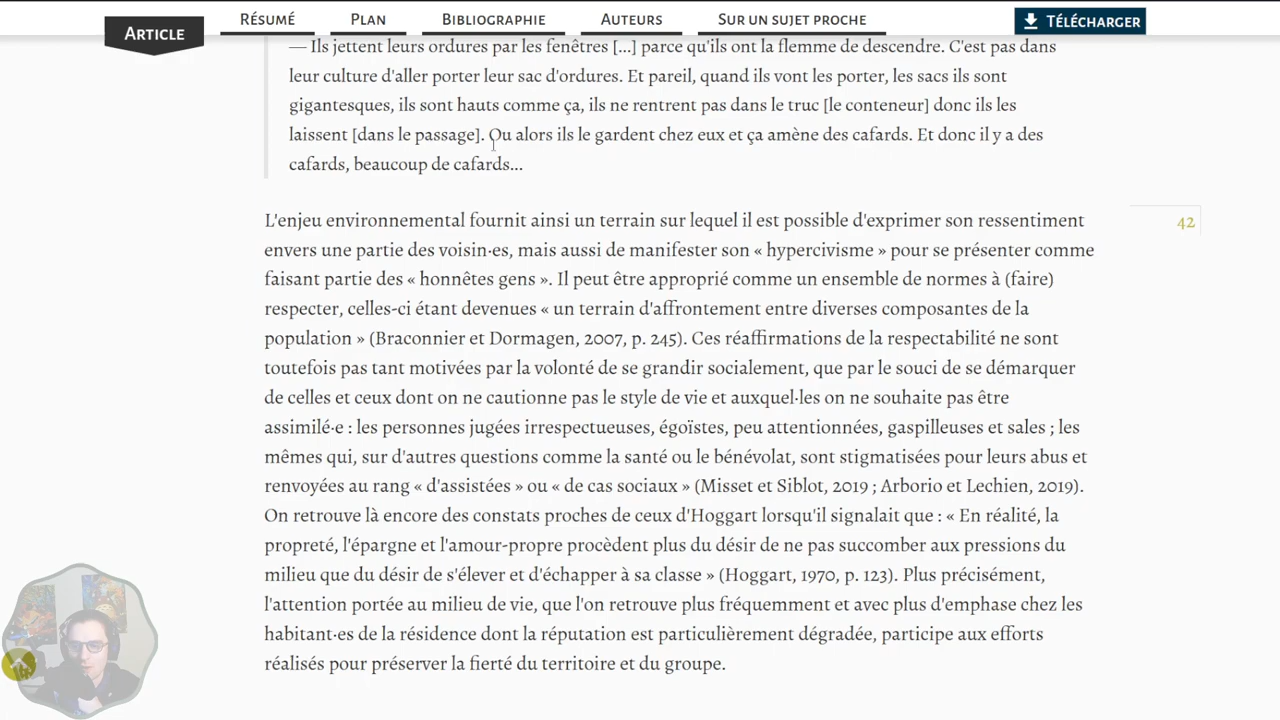 ARTICLE
RÉSUMÉ
PLAN
BIBLIOGRAPHIE
AUTEURS
SUR UN SUJET PROCHE
TÉLÉCHARGER
— Ils jettent leurs ordures par les fenêtres [...] parce qu'ils ont la flemme de descendre. C'est pas dans
leur culture d'aller porter leur sac d'ordures. Et pareil, quand ils vont les porter, les sacs ils sont
gigantesques, ils sont hauts comme ça, ils ne rentrent pas dans le truc [le conteneur] donc ils les
laissent [dans le passage]. Ou alors ils le gardent chez eux et ça amène des cafards. Et donc il y a des
cafards, beaucoup de cafards...
L'enjeu environnemental fournit ainsi un terrain sur lequel il est possible d'exprimer son ressentiment
42
envers une partie des voisin·es, mais aussi de manifester son « hypercivisme » pour se présenter comme
faisant partie des « honnêtes gens ». Il peut être approprié comme un ensemble de normes à (faire)
respecter, celles-ci étant devenues « un terrain d'affrontement entre diverses composantes de la
population » (Braconnier et Dormagen, 2007, p. 245). Ces réaffirmations de la respectabilité ne sont
toutefois pas tant motivées par la volonté de se grandir socialement, que par le souci de se démarquer
de celles et ceux dont on ne cautionne pas le style de vie et auxquel·les on ne souhaite pas être
assimilé·e : les personnes jugées irrespectueuses, égoïstes, peu attentionnées, gaspilleuses et sales ; les
mêmes qui, sur d'autres questions comme la santé ou le bénévolat, sont stigmatisées pour leurs abus et
renvoyées au rang « d'assistées » ou « de cas sociaux » (Misset et Siblot, 2019 ; Arborio et Lechien, 2019).
On retrouve là encore des constats proches de ceux d'Hoggart lorsqu'il signalait que : « En réalité, la
propreté, l'épargne et l'amour-propre procèdent plus du désir de ne pas succomber aux pressions du
milieu que du désir de s'élever et d'échapper à sa classe » (Hoggart, 1970, p. 123). Plus précisément,
l'attention portée au milieu de vie, que l'on retrouve plus fréquemment et avec plus d'emphase chez les
habitant·es de la résidence dont la réputation est particulièrement dégradée, participe aux efforts
réalisés pour préserver la fierté du territoire et du groupe.